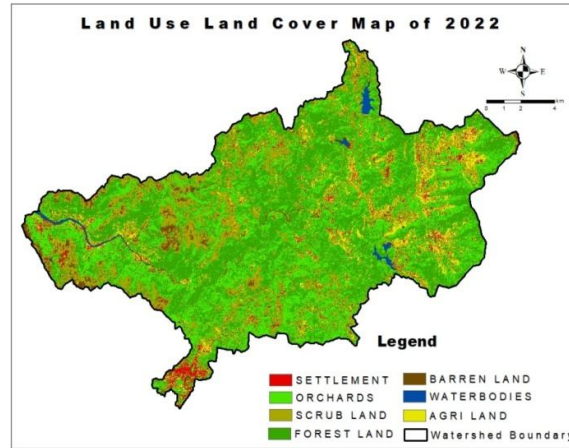 Land Use Land Cover Map of 2022
N
W E
S
0 1 2 4
km
Legend
SETTLEMENT
ORCHARDS
SCRUB LAND
FOREST LAND
BARREN LAND
WATERBODIES
AGRI LAND
Watershed Boundary